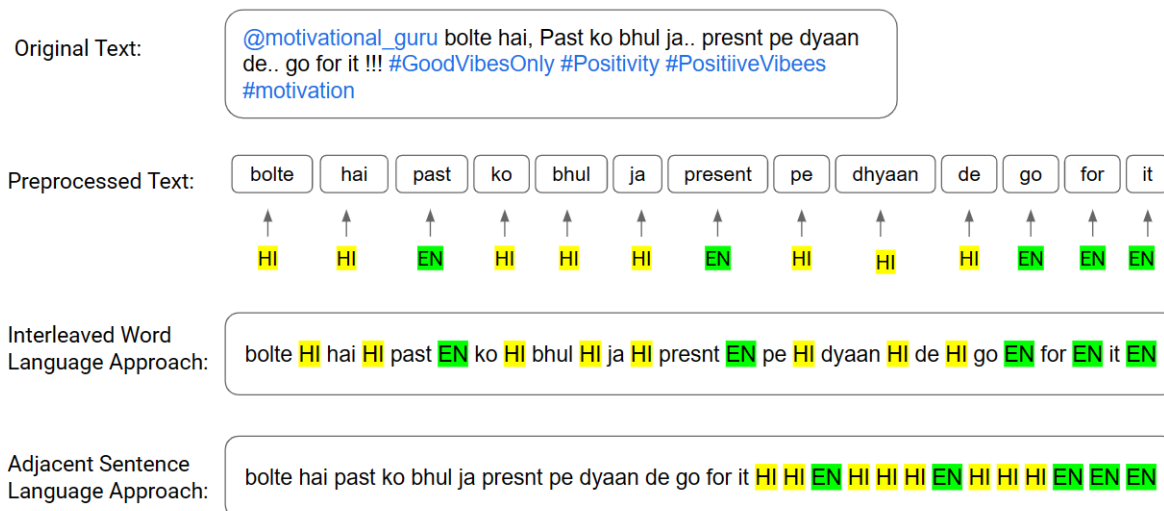 Original Text:
@motivational_guru bolte hai, Past ko bhul ja.. presnt pe dyaan
de.. go for it !!! #GoodVibesOnly #Positivity #PositiiveVibees
#motivation
Preprocessed Text:
bolte hai past ko bhul ja present pe dhyaan de go for it
HI HI EN HI HI HI EN HI HI HI EN EN EN
Interleaved Word
Language Approach:
bolte HI hai HI past EN ko HI bhul HI ja HI presnt EN pe HI dyaan HI de HI go EN for EN it EN
Adjacent Sentence
Language Approach:
bolte hai past ko bhul ja presnt pe dyaan de go for it HI HI EN HI HI HI EN HI HI HI EN EN EN